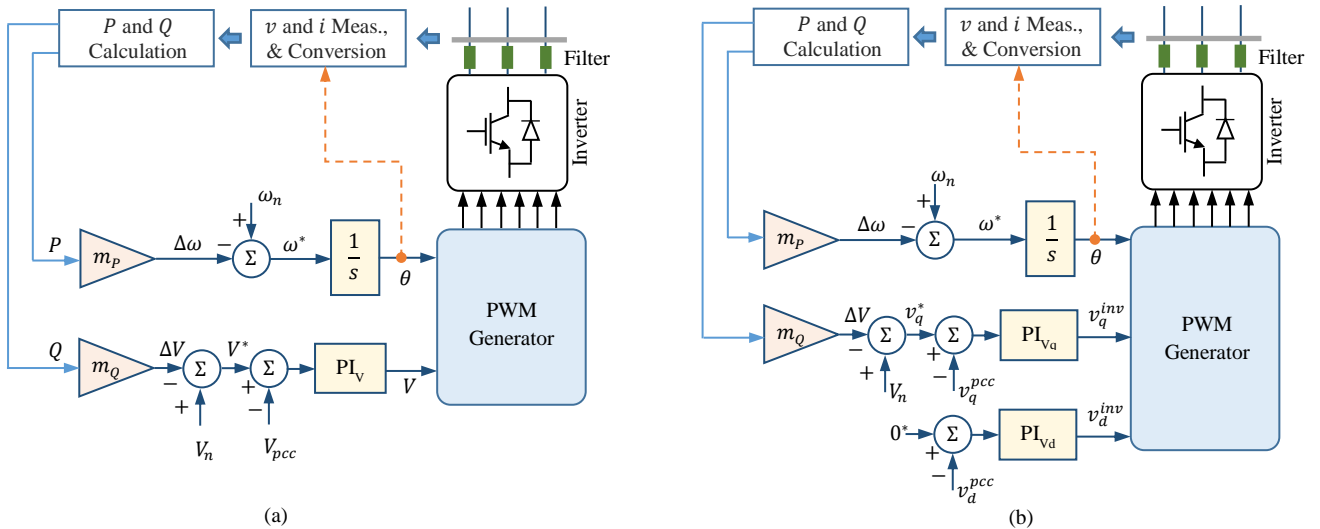 P and Q
Calculation
v and i Meas.,
& Conversion
Filter
Inverter
ω_n
+
P
m_P
Δω
−
Σ
ω*
1
s
θ
PWM
Generator
Q
m_Q
ΔV
−
Σ
+
V_n
V*
Σ
+
−
V_pcc
PI_V
V
(a)
P and Q
Calculation
v and i Meas.,
& Conversion
Filter
Inverter
ω_n
+
m_P
Δω
−
Σ
ω*
1
s
θ
PWM
Generator
m_Q
ΔV
−
Σ
+
V_n
v_q^*
Σ
+
−
v_q^pcc
PI_Vq
v_q^inv
0*
Σ
+
−
v_d^pcc
PI_Vd
v_d^inv
(b)